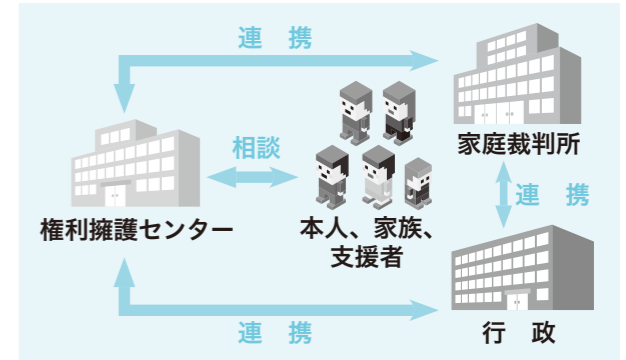 連　携
家庭裁判所
相談
連　携
権利擁護センター
本人、家族、
支援者
連　携
行　政